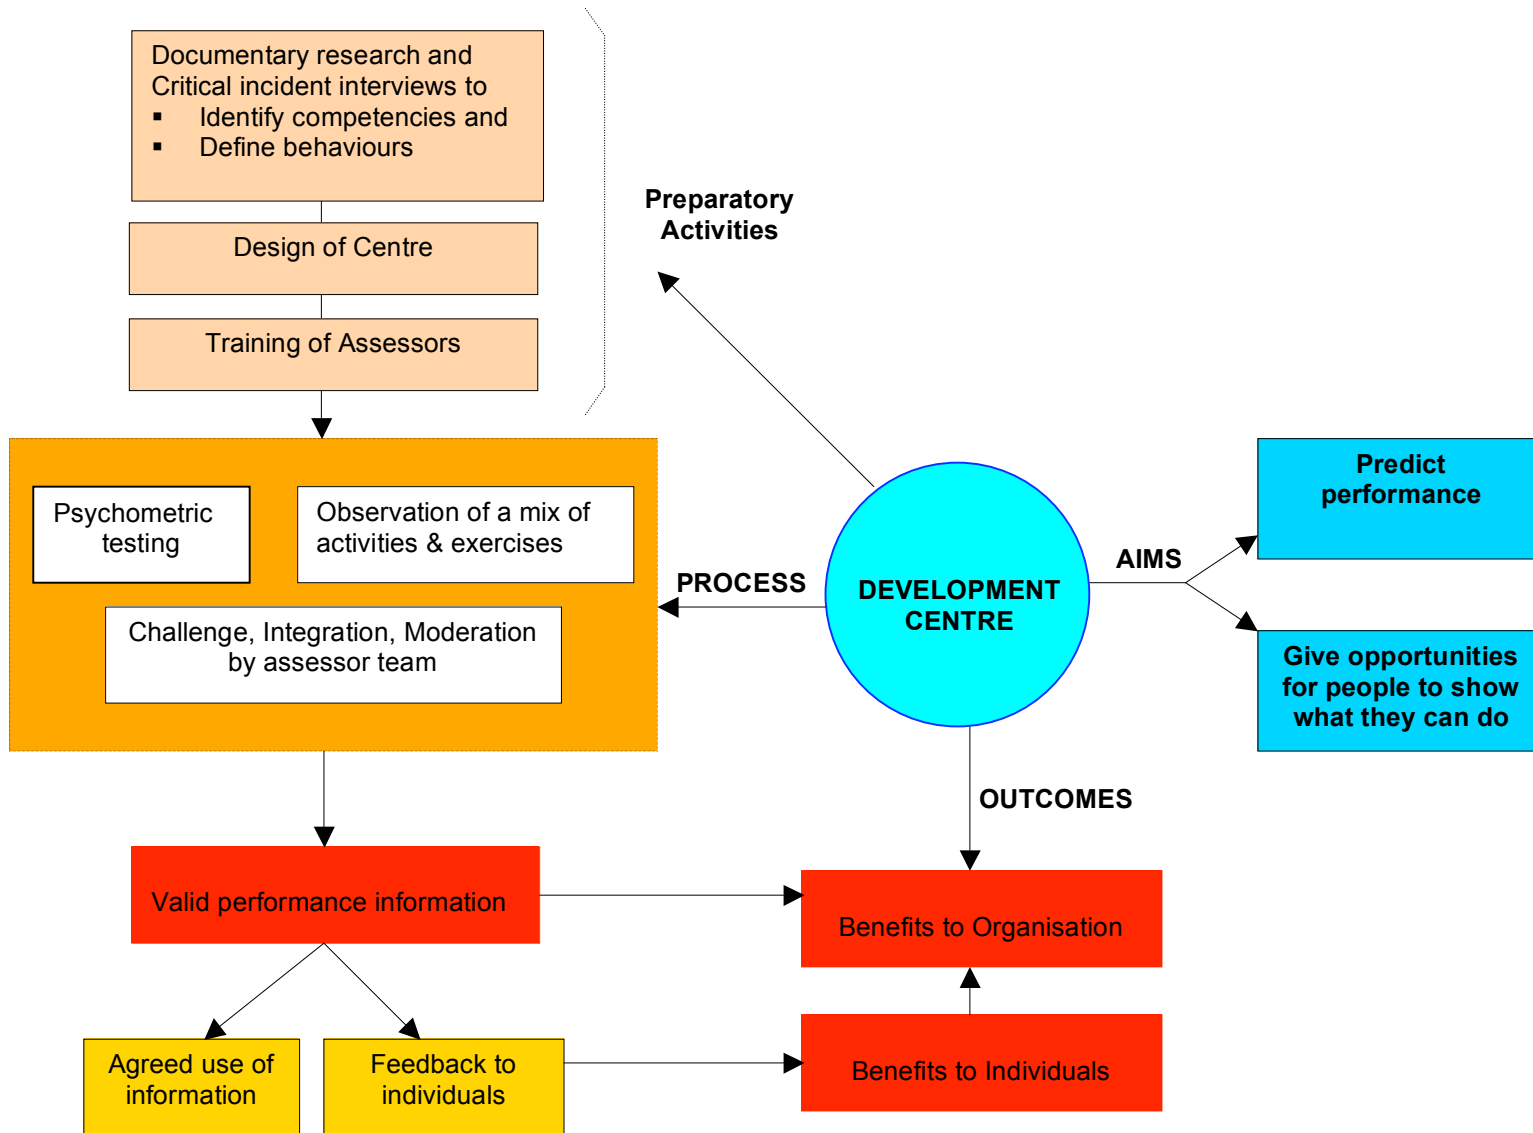 Documentary research and
Critical incident interviews to
▪ Identify competencies and
▪ Define behaviours
Preparatory
Activities
Design of Centre
Training of Assessors
Psychometric
testing
Observation of a mix of
activities & exercises
Challenge, Integration, Moderation
by assessor team
PROCESS
DEVELOPMENT
CENTRE
AIMS
Predict
performance
Give opportunities
for people to show
what they can do
OUTCOMES
Valid performance information
Benefits to Organisation
Agreed use of
information
Feedback to
individuals
Benefits to Individuals